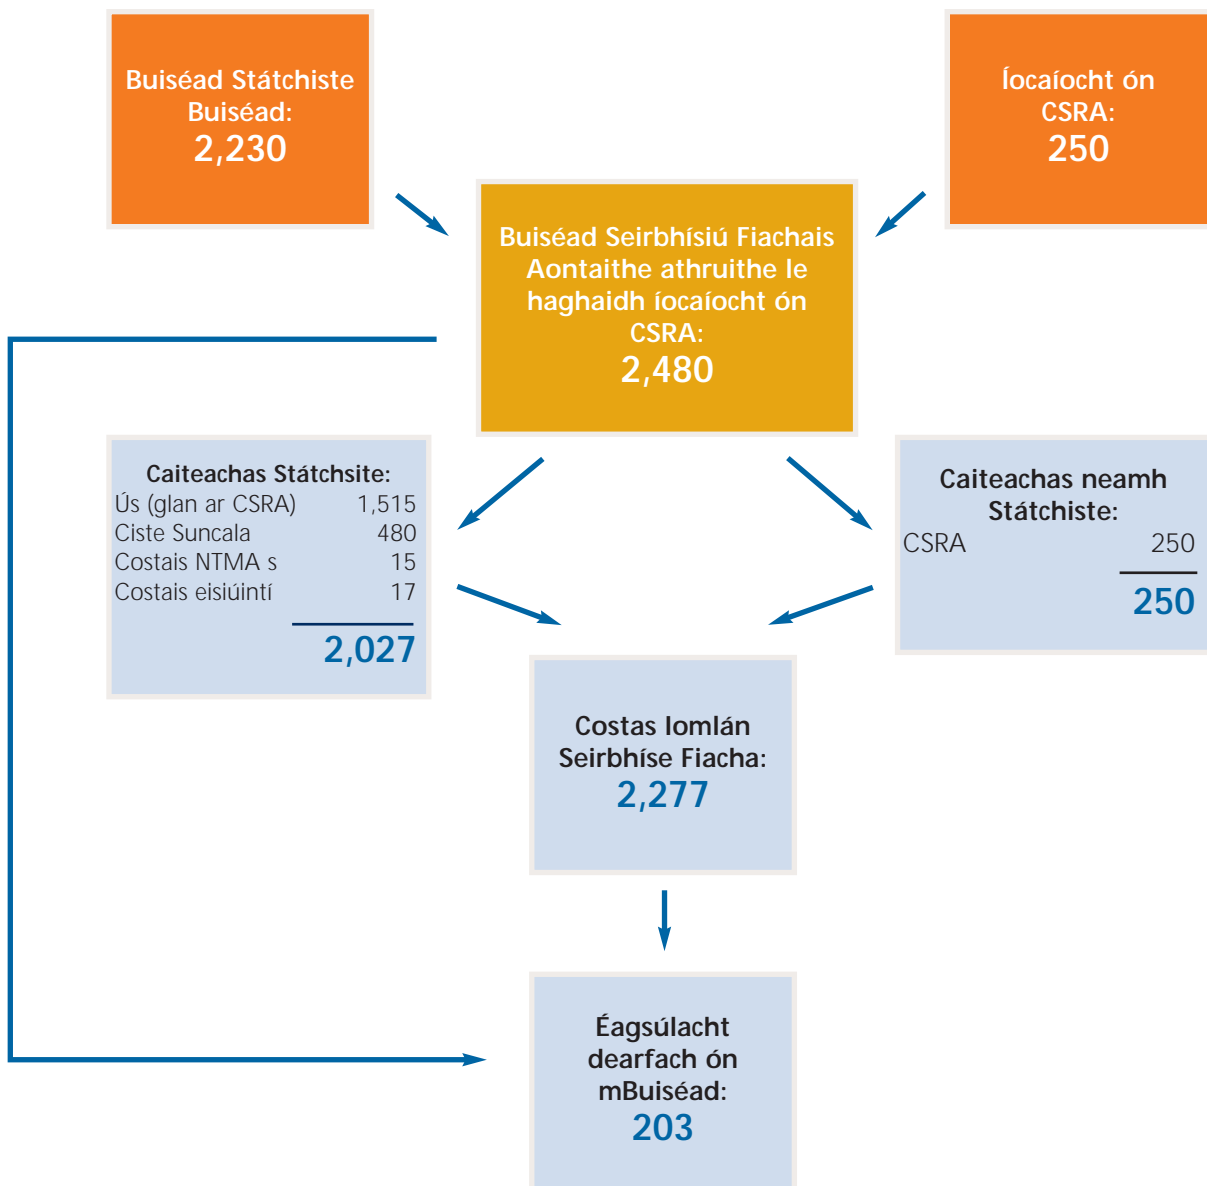 Buiséad Státchiste
Buiséad:
2,230
Íocaíocht ón
CSRA:
250
Buiséad Seirbhísiú Fiachais
Aontaithe athruithe le
haghaidh íocaíocht ón
CSRA:
2,480
Caiteachas Státchsite:
Ús (glan ar CSRA) 1,515
Ciste Suncala 480
Costais NTMA s 15
Costais eisiúintí 17
2,027
Caiteachas neamh
Státchiste:
CSRA 250
250
Costas Iomlán
Seirbhíse Fiacha:
2,277
Éagsúlacht
dearfach ón
mBuiséad:
203